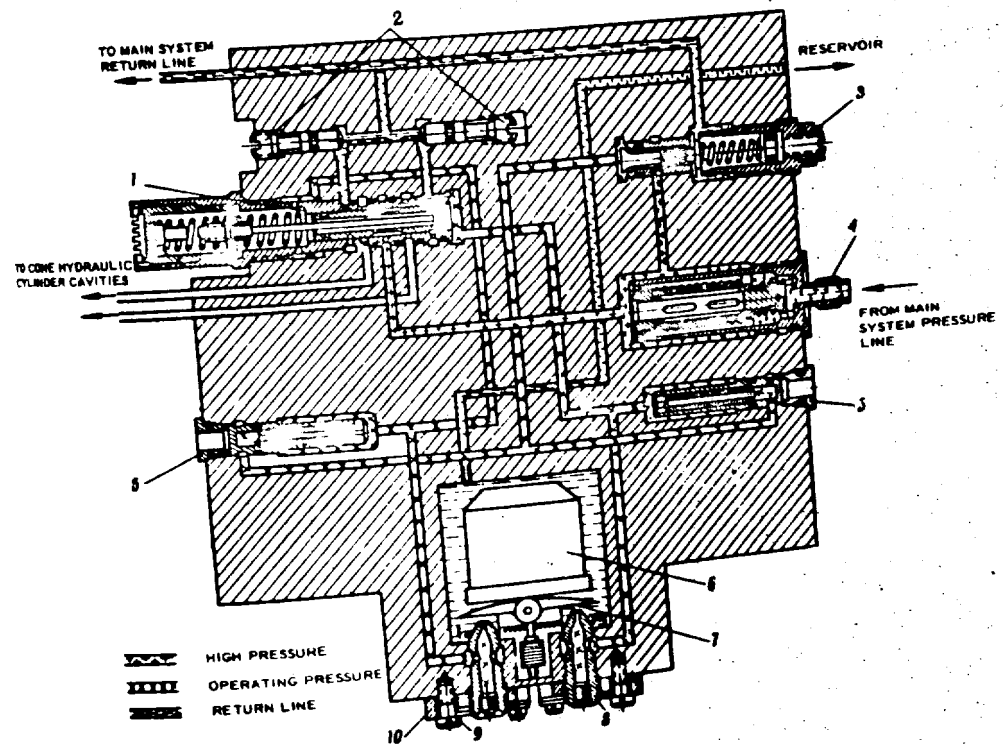 2
TO MAIN SYSTEM
RETURN LINE
RESERVOIR
3
1
4
TO CONE HYDRAULIC
CYLINDER CAVITIES
FROM MAIN
SYSTEM PRESSURE
LINE
5
5
6
7
HIGH PRESSURE
OPERATING PRESSURE
RETURN LINE
10
9
8